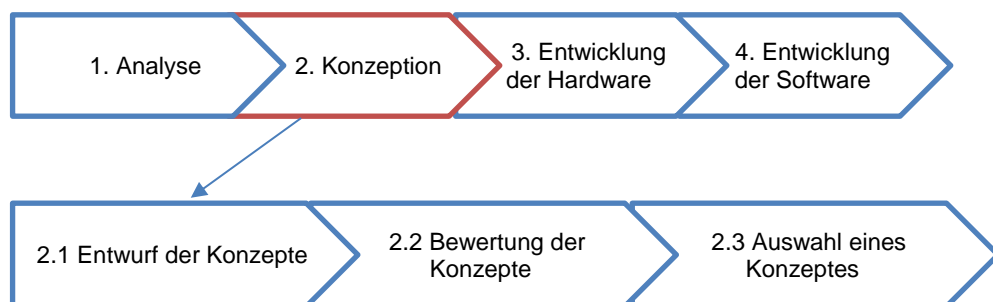 1. Analyse
2. Konzeption
3. Entwicklung
der Hardware
4. Entwicklung
der Software
2.1 Entwurf der Konzepte
2.2 Bewertung der
Konzepte
2.3 Auswahl eines
Konzeptes